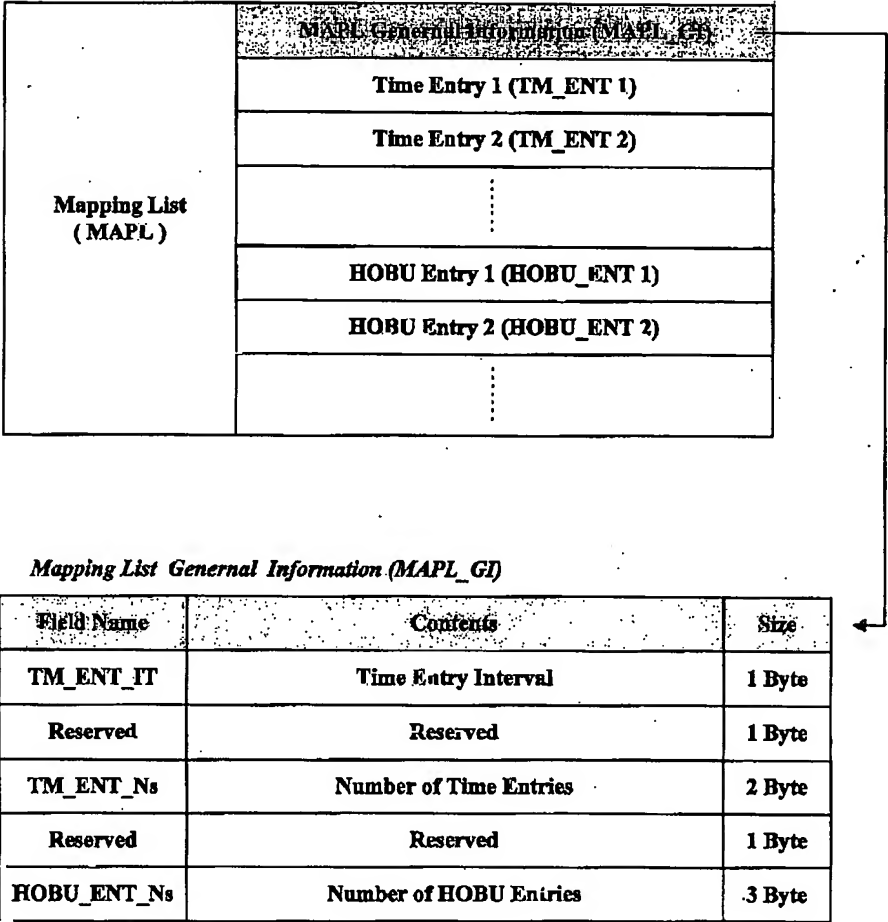 MAPL Genernal Information (MAPL_GI)
Time Entry 1 (TM_ENT 1)
Time Entry 2 (TM_ENT 2)
Mapping List
( MAPL )
HOBU Entry 1 (HOBU_ENT 1)
HOBU Entry 2 (HOBU_ENT 2)
Mapping List Genernal Information (MAPL_GI)
Field Name Contents Size
TM_ENT_IT Time Entry Interval 1 Byte
Reserved Reserved 1 Byte
TM_ENT_Ns Number of Time Entries 2 Byte
Reserved Reserved 1 Byte
HOBU_ENT_Ns Number of HOBU Entries 3 Byte